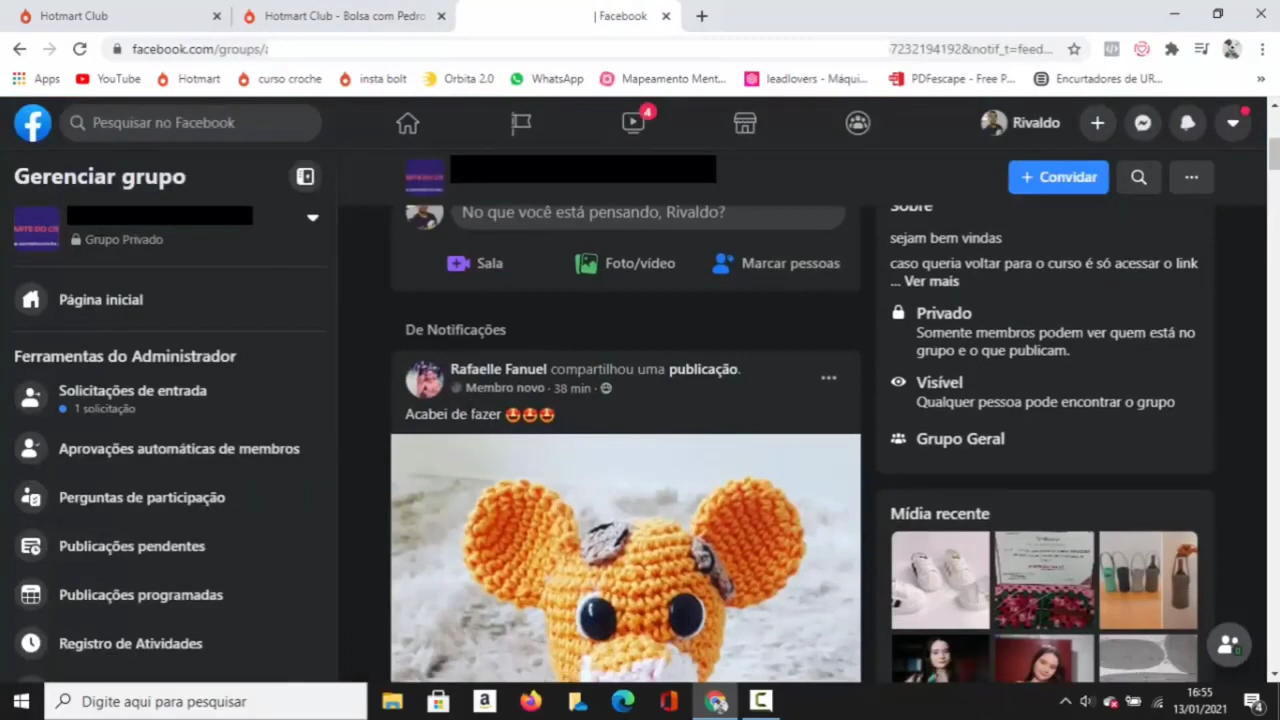 Hotmart Club
Hotmart Club - Bolsa com Pedro
| Facebook
facebook.com/groups/
7232194192&notif_t=feed...
Apps
YouTube
Hotmart
curso croche
insta bolt
Orbita 2.0
WhatsApp
Mapeamento Ment...
leadlovers - Máqui...
PDFescape - Free P...
Encurtadores de UR...
»
Pesquisar no Facebook
4
Rivaldo
Gerenciar grupo
Grupo Privado
Página inicial
Ferramentas do Administrador
Solicitações de entrada
1 solicitação
Aprovações automáticas de membros
Perguntas de participação
Publicações pendentes
Publicações programadas
Registro de Atividades
+ Convidar
No que você está pensando, Rivaldo?
Sala
Foto/vídeo
Marcar pessoas
De Notificações
Rafaelle Fanuel compartilhou uma publicação.
Membro novo · 38 min ·
Acabei de fazer 🤩🤩🤩
Sobre
sejam bem vindas
caso queria voltar para o curso é só acessar o link
... Ver mais
Privado
Somente membros podem ver quem está no
grupo e o que publicam.
Visível
Qualquer pessoa pode encontrar o grupo
Grupo Geral
Mídia recente
Digite aqui para pesquisar
16:55
13/01/2021
4